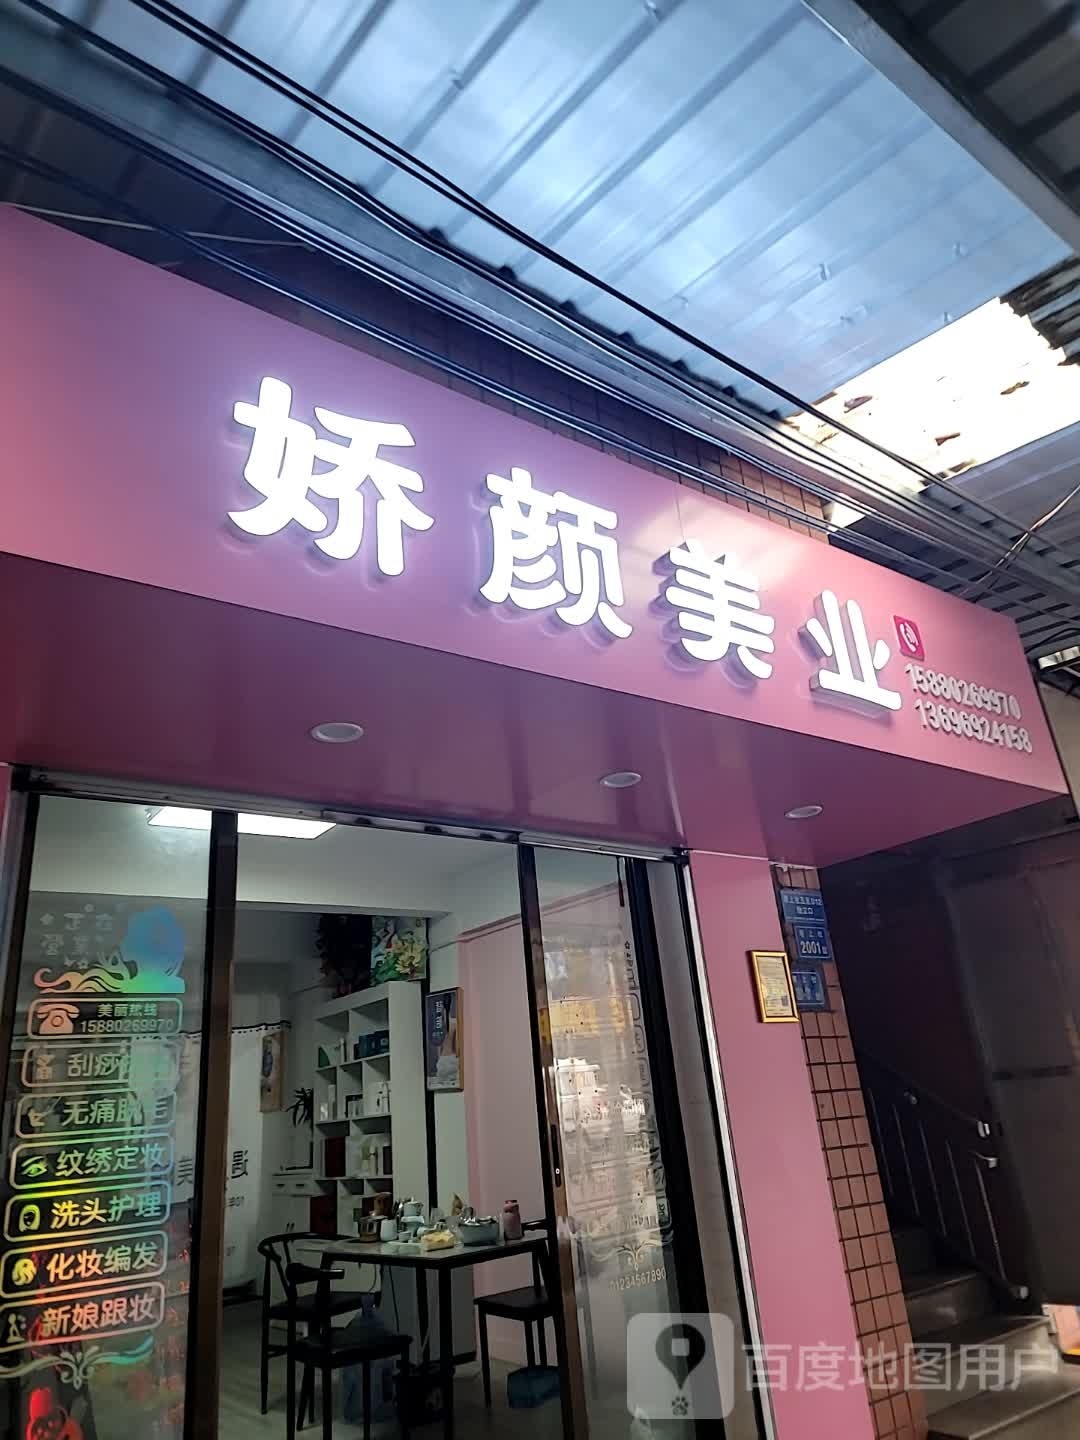 娇颜美业
15880269970
13696924158
2001
美丽热线
15880269970
刮痧
无痛
纹绣定妆
洗头护理
化妆编发
新娘跟妆
01234567890
百度地图用户